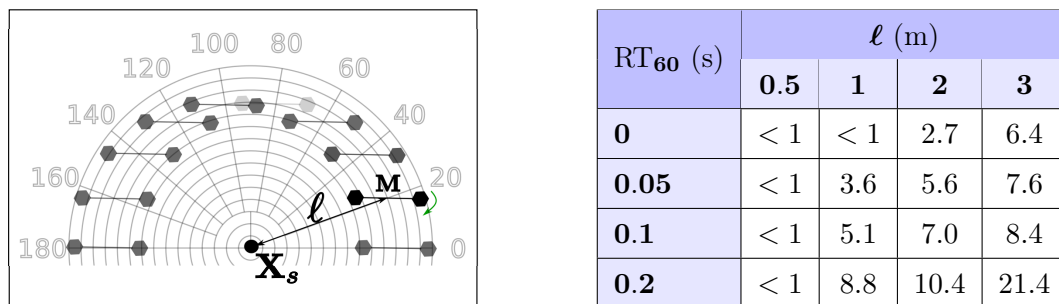 100 80
120 60
140 40
160 20
180 0
M
ℓ
X_s
RT60 (s) ℓ (m)
0.5 1 2 3
0 < 1 < 1 2.7 6.4
0.05 < 1 3.6 5.6 7.6
0.1 < 1 5.1 7.0 8.4
0.2 < 1 8.8 10.4 21.4